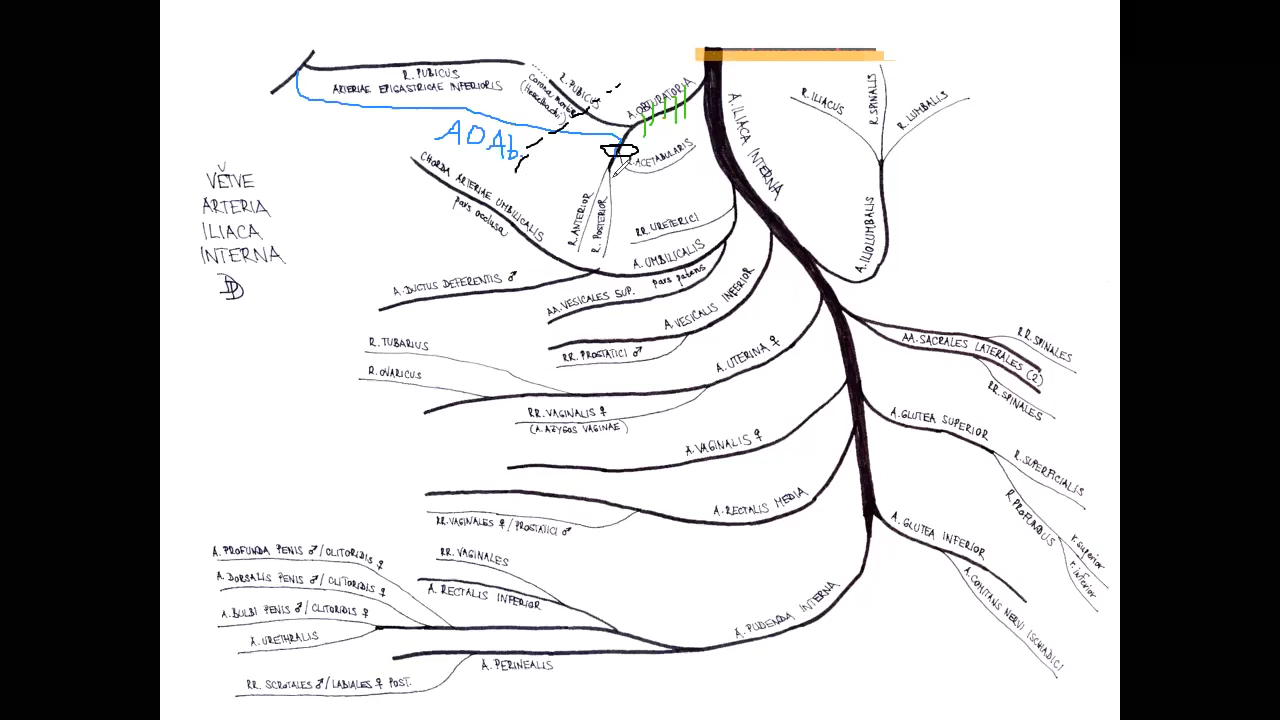 R. PUBICUS
ARTERIAE EPIGASTRICAE INFERIORIS
R. PUBICUS
Corona mortis
(Hesselbachi)
A. OBTURATORIA
R. ACETABULARIS
AOAb.
R. ANTERIOR
R. POSTERIOR
A. ILIACA INTERNA
R. ILIACUS
R. SPINALIS
R. LUMBALIS
A. ILIOLUMBALIS
VĚTVE
ARTERIA
ILIACA
INTERNA
CHORDA ARTERIAE UMBILICALIS
pars occlusa
RR. URETERICI
A. UMBILICALIS
pars patens
A. DUCTUS DEFERENTIS ♂
AA. VESICALES SUP.
A. VESICALIS INFERIOR
RR. PROSTATICI ♂
R. TUBARIUS
R. OVARICUS
A. UTERINA ♀
RR. VAGINALIS ♀
(A. AZYGOS VAGINAE)
A. VAGINALIS ♀
A. RECTALIS MEDIA
RR. VAGINALES ♀ / PROSTATICI ♂
AA. SACRALES LATERALES (2)
RR. SPINALES
RR. SPINALES
A. GLUTEA SUPERIOR
R. SUPERFICIALIS
R. PROFUNDUS
r. superior
r. inferior
A. GLUTEA INFERIOR
A. COMITANS NERVI ISCHIADICI
A. PUDENDA INTERNA
RR. VAGINALES
A. RECTALIS INFERIOR
A. PROFUNDA PENIS ♂ / CLITORIDIS ♀
A. DORSALIS PENIS ♂ / CLITORIDIS ♀
A. BULBI PENIS ♂ / CLITORIDIS ♀
A. URETHRALIS
A. PERINEALIS
RR. SCROTALES ♂ / LABIALES ♀ POST.